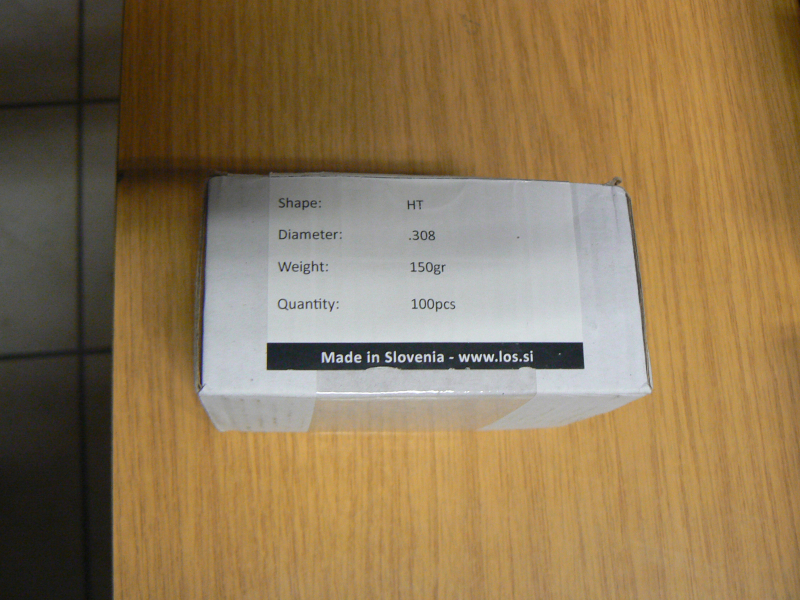 Shape: HT
Diameter: .308
Weight: 150gr
Quantity: 100pcs
Made in Slovenia - www.los.si